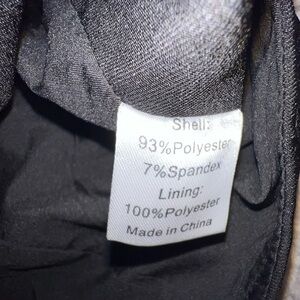 Shell:
93%Polyester
7%Spandex
Lining:
100%Polyester
Made in China